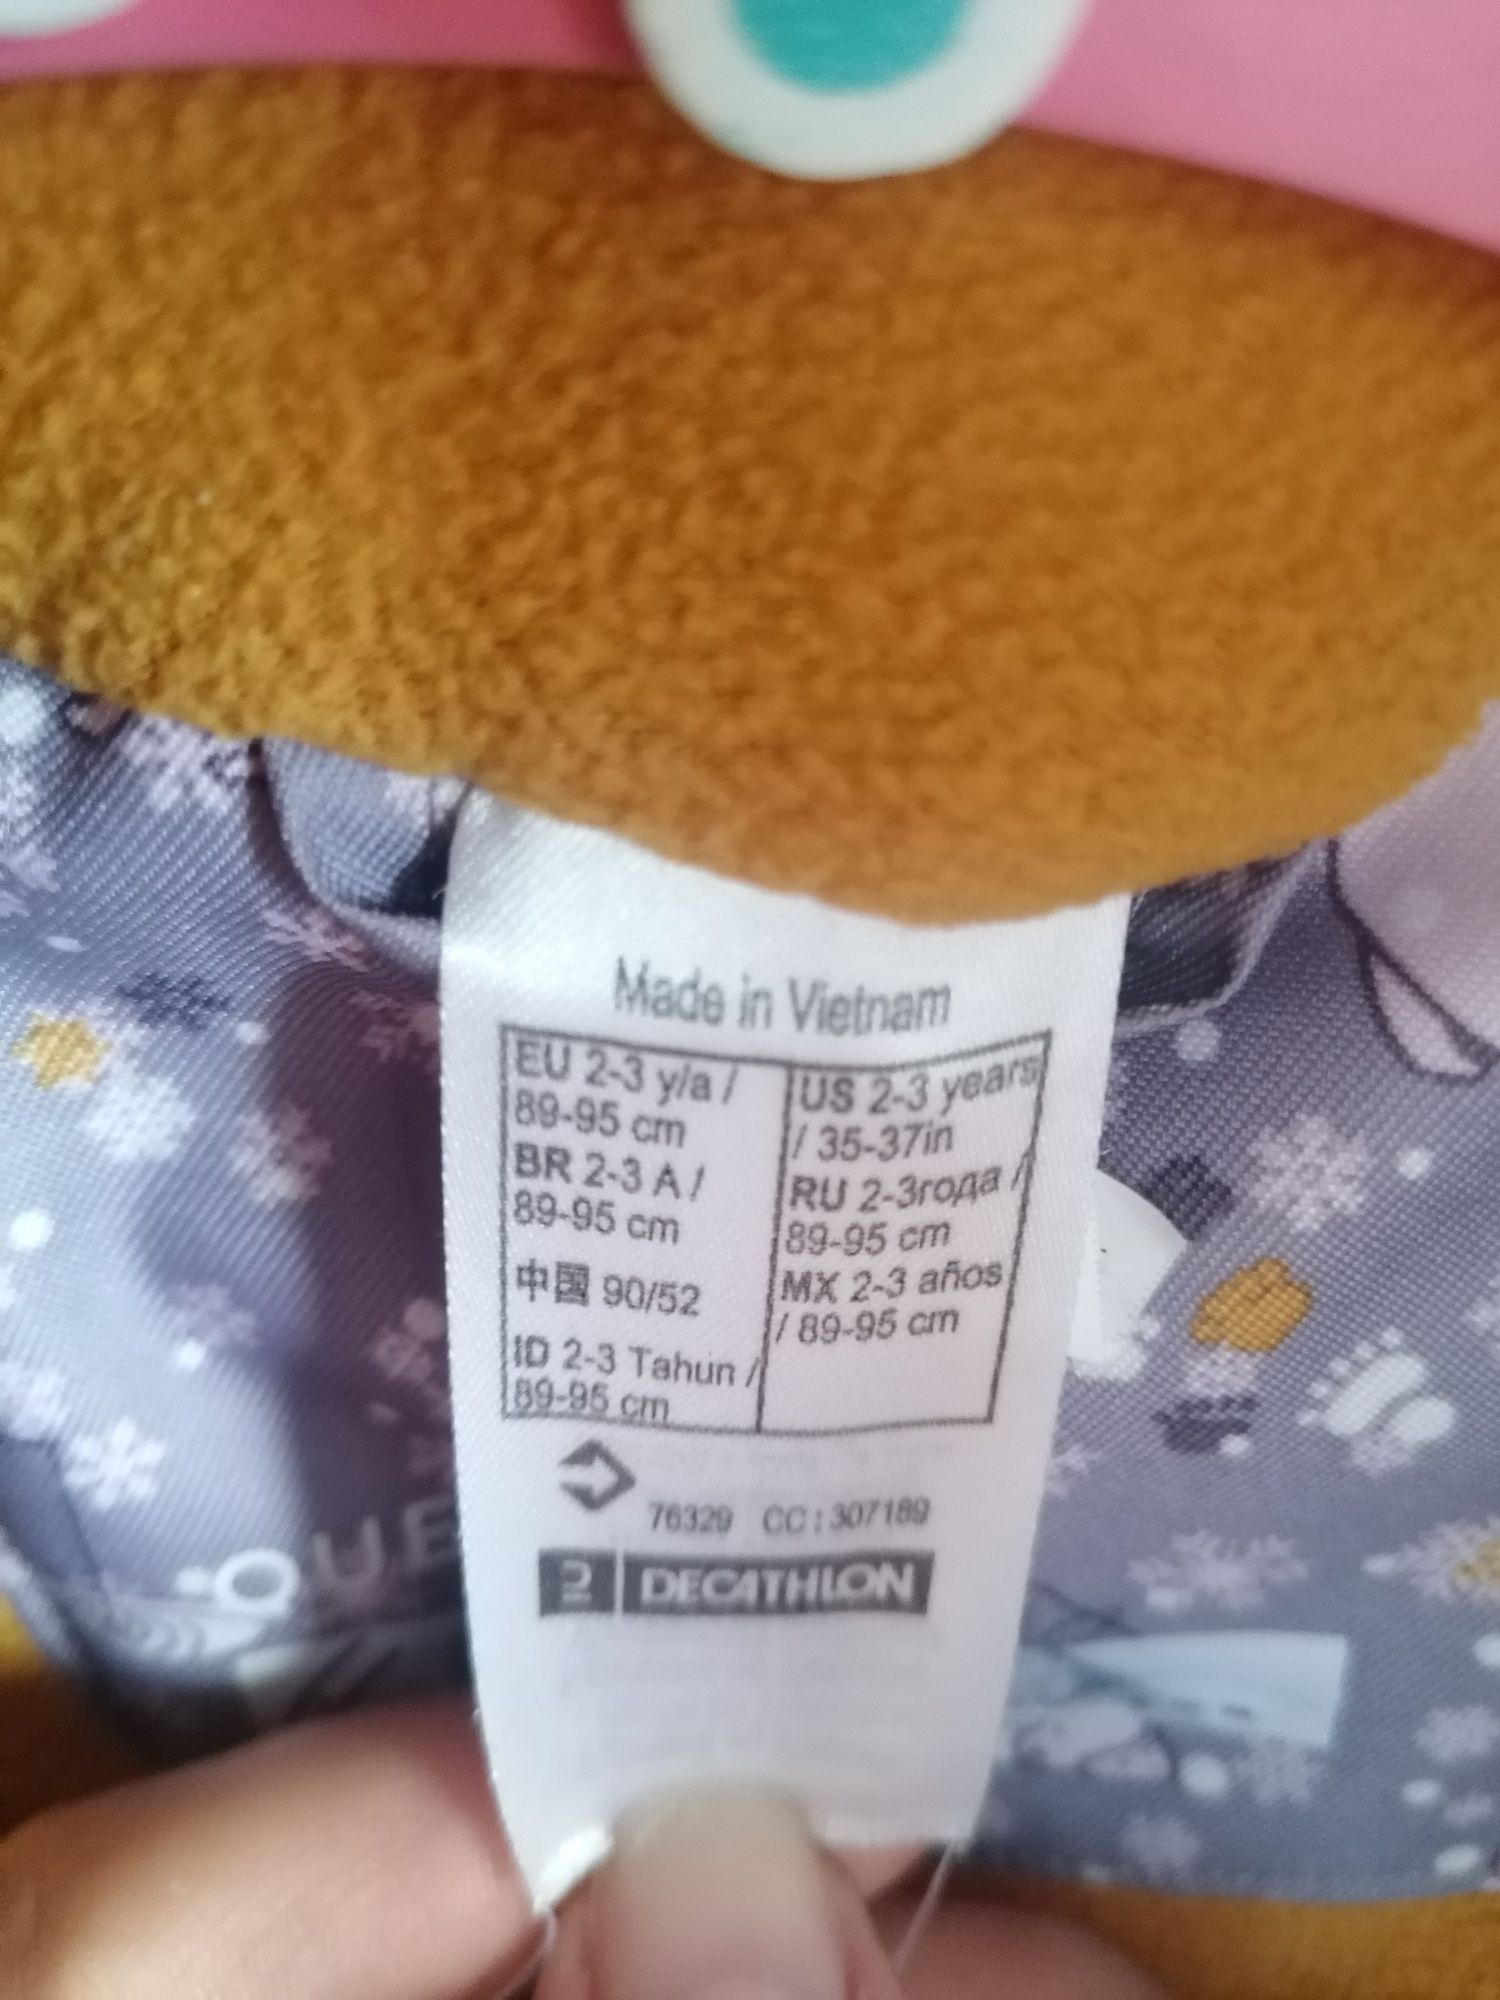 Made in Vietnam
EU 2-3 y/a /
89-95 cm
BR 2-3 A /
89-95 cm
中国 90/52
ID 2-3 Tahun /
89-95 cm
US 2-3 years
/ 35-37in
RU 2-3года /
89-95 cm
MX 2-3 años
/ 89-95 cm
76329 CC:307189
DECATHLON
QUE